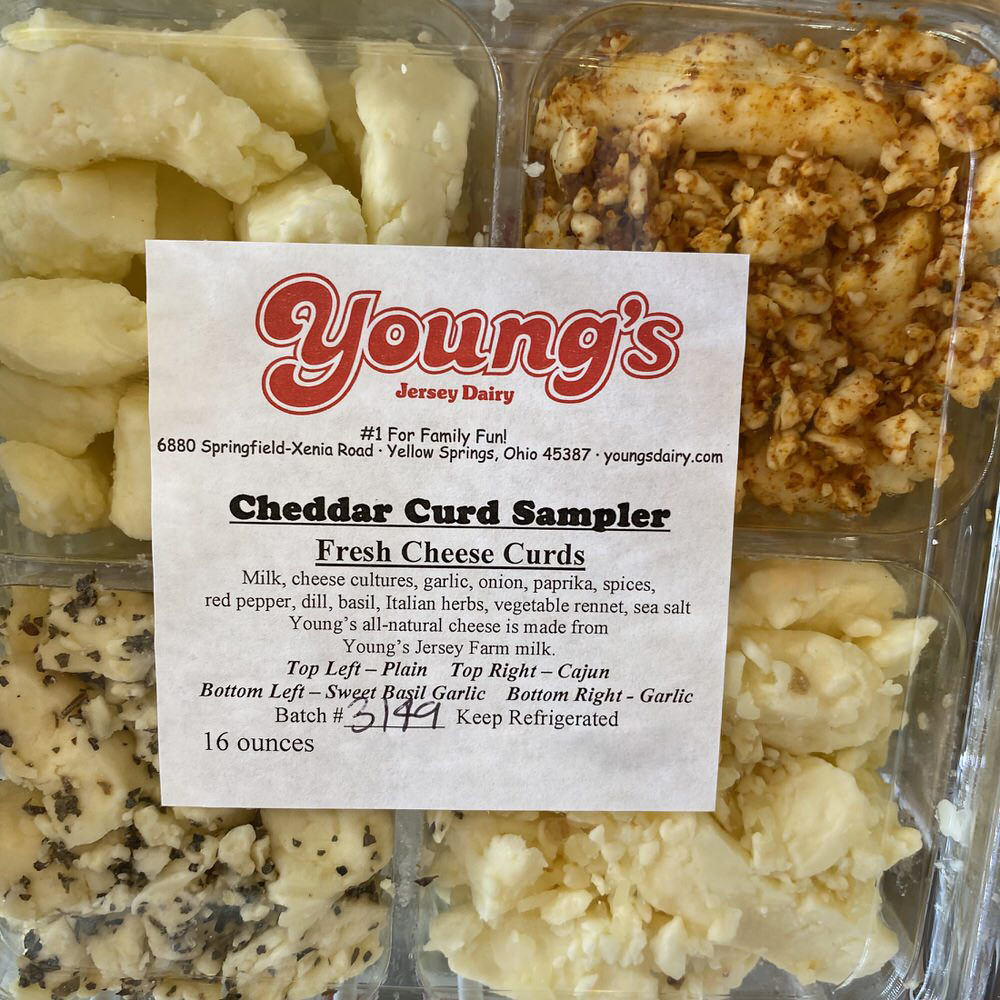 Young's
Jersey Dairy
#1 For Family Fun!
6880 Springfield-Xenia Road · Yellow Springs, Ohio 45387 · youngsdairy.com
Cheddar Curd Sampler
Fresh Cheese Curds
Milk, cheese cultures, garlic, onion, paprika, spices,
red pepper, dill, basil, Italian herbs, vegetable rennet, sea salt
Young's all-natural cheese is made from
Young's Jersey Farm milk.
Top Left – Plain Top Right – Cajun
Bottom Left – Sweet Basil Garlic Bottom Right - Garlic
Batch # 3149 Keep Refrigerated
16 ounces